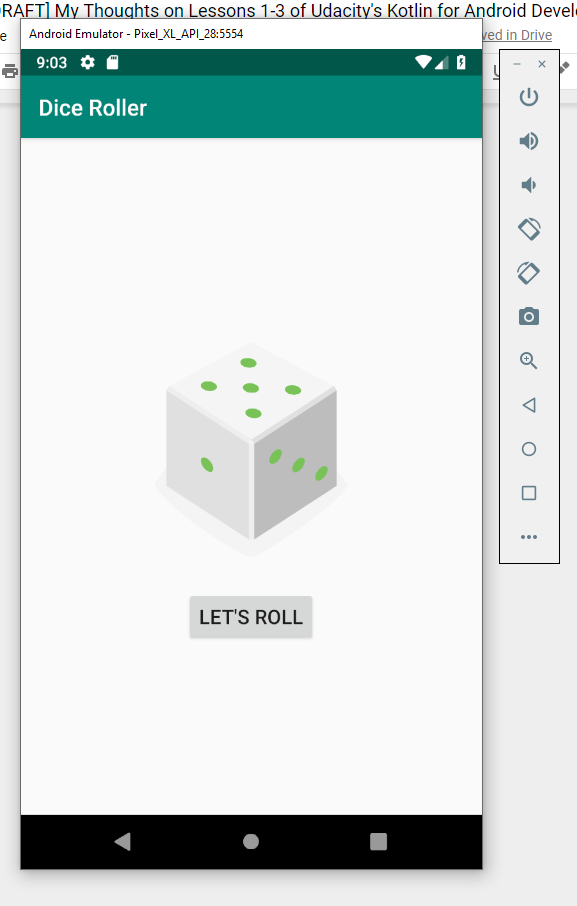 DRAFT] My Thoughts on Lessons 1-3 of Udacity's Kotlin for Android Develo
ved in Drive
Android Emulator - Pixel_XL_API_28:5554
9:03
Dice Roller
LET'S ROLL